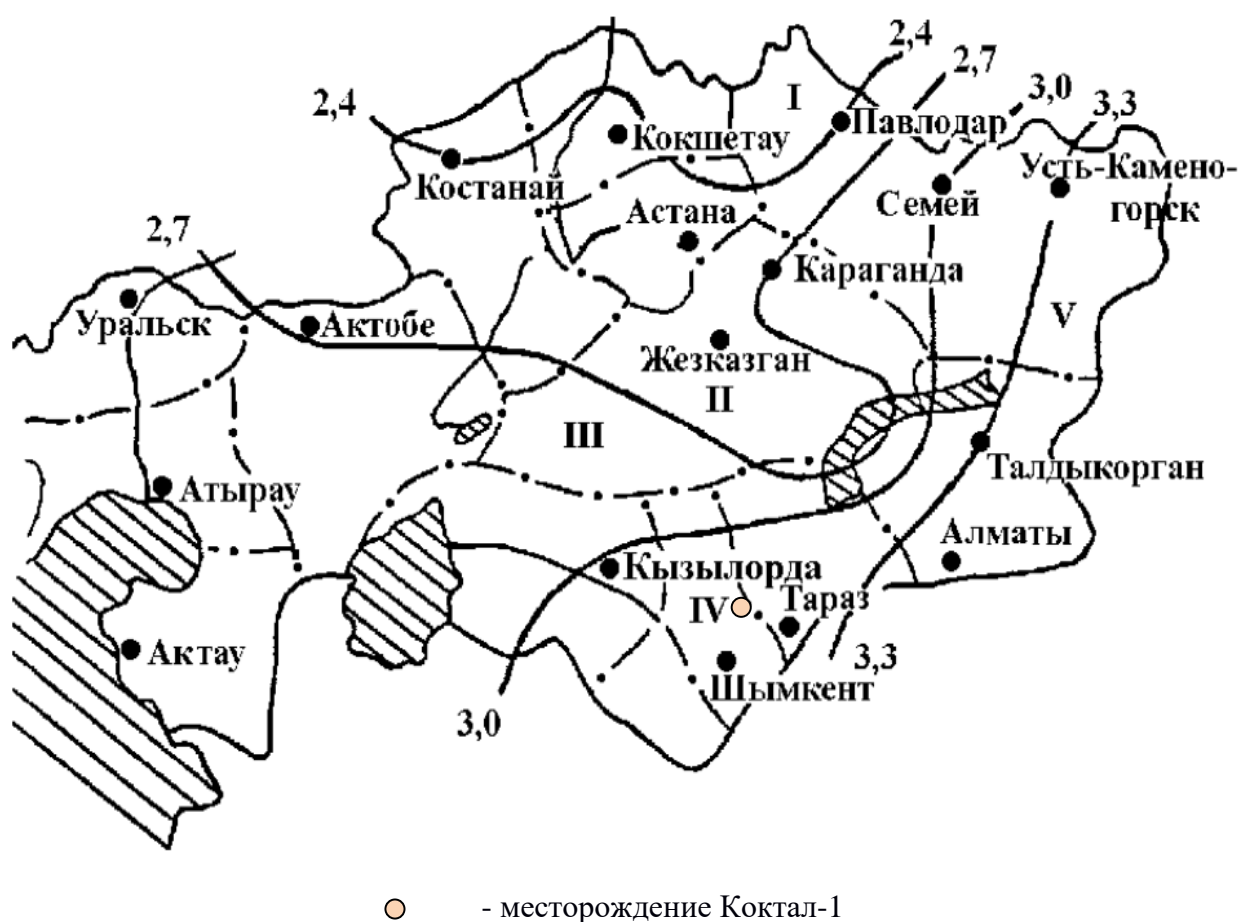 2,4
2,4
2,7
I
3,0
3,3
Павлодар
Кокшетау
Костанай
Усть-Камено-
горск
Семей
Астана
2,7
Караганда
Уральск
Актобе
V
Жезказган
II
III
Талдыкорган
Атырау
Алматы
Кызылорда
IV
Тараз
Актау
3,3
Шымкент
3,0
- месторождение Коктал-1